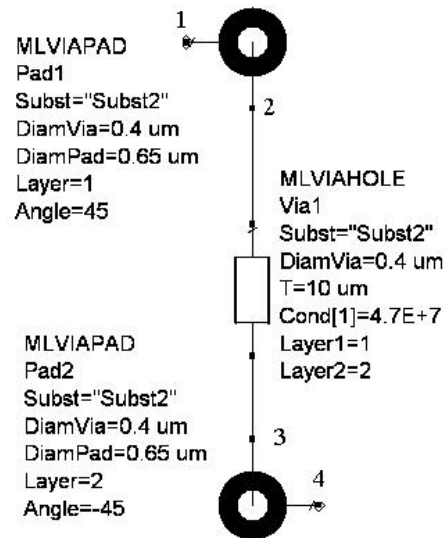 1
MLVIAPAD
Pad1
Subst="Subst2"
DiamVia=0.4 um
DiamPad=0.65 um
Layer=1
Angle=45
2
MLVIAHOLE
Via1
Subst="Subst2"
DiamVia=0.4 um
T=10 um
Cond[1]=4.7E+7
Layer1=1
Layer2=2
MLVIAPAD
Pad2
Subst="Subst2"
DiamVia=0.4 um
DiamPad=0.65 um
Layer=2
Angle=-45
3
4